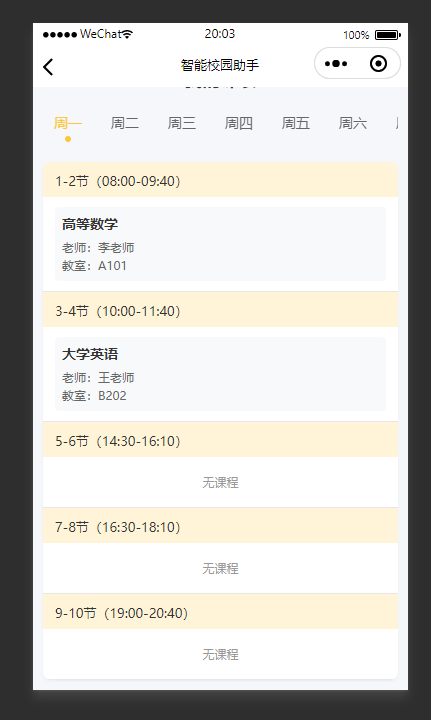 WeChat 20:03 100%
智能校园助手
周一 周二 周三 周四 周五 周六
1-2节（08:00-09:40）
高等数学
老师：李老师
教室：A101
3-4节（10:00-11:40）
大学英语
老师：王老师
教室：B202
5-6节（14:30-16:10）
无课程
7-8节（16:30-18:10）
无课程
9-10节（19:00-20:40）
无课程